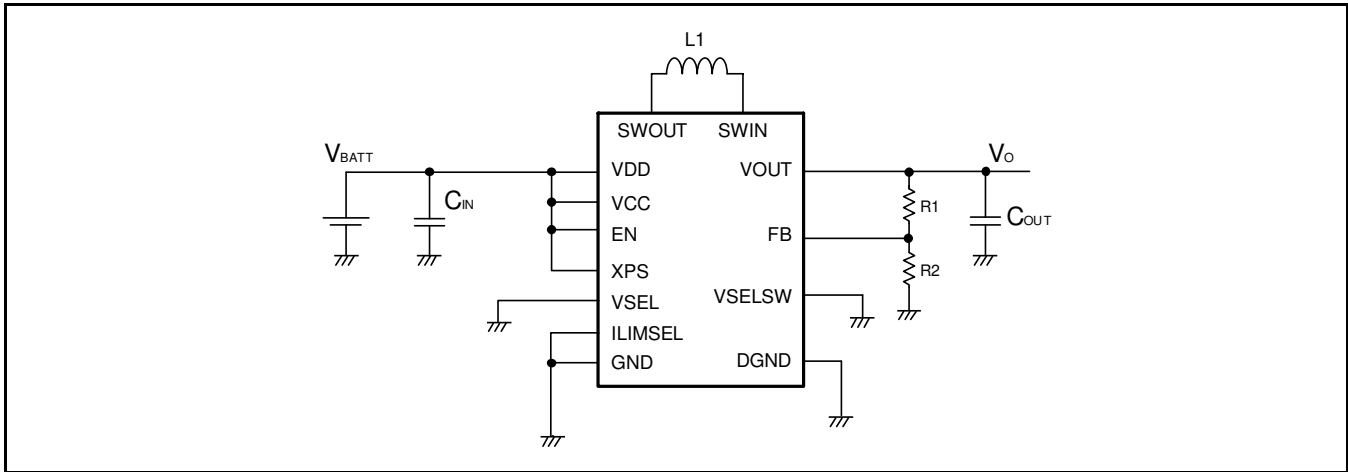 L1
SWOUT SWIN
VBATT
VDD
VOUT
VO
CIN
VCC
R1
COUT
EN
FB
XPS
R2
VSEL
VSELSW
ILIMSEL
GND
DGND